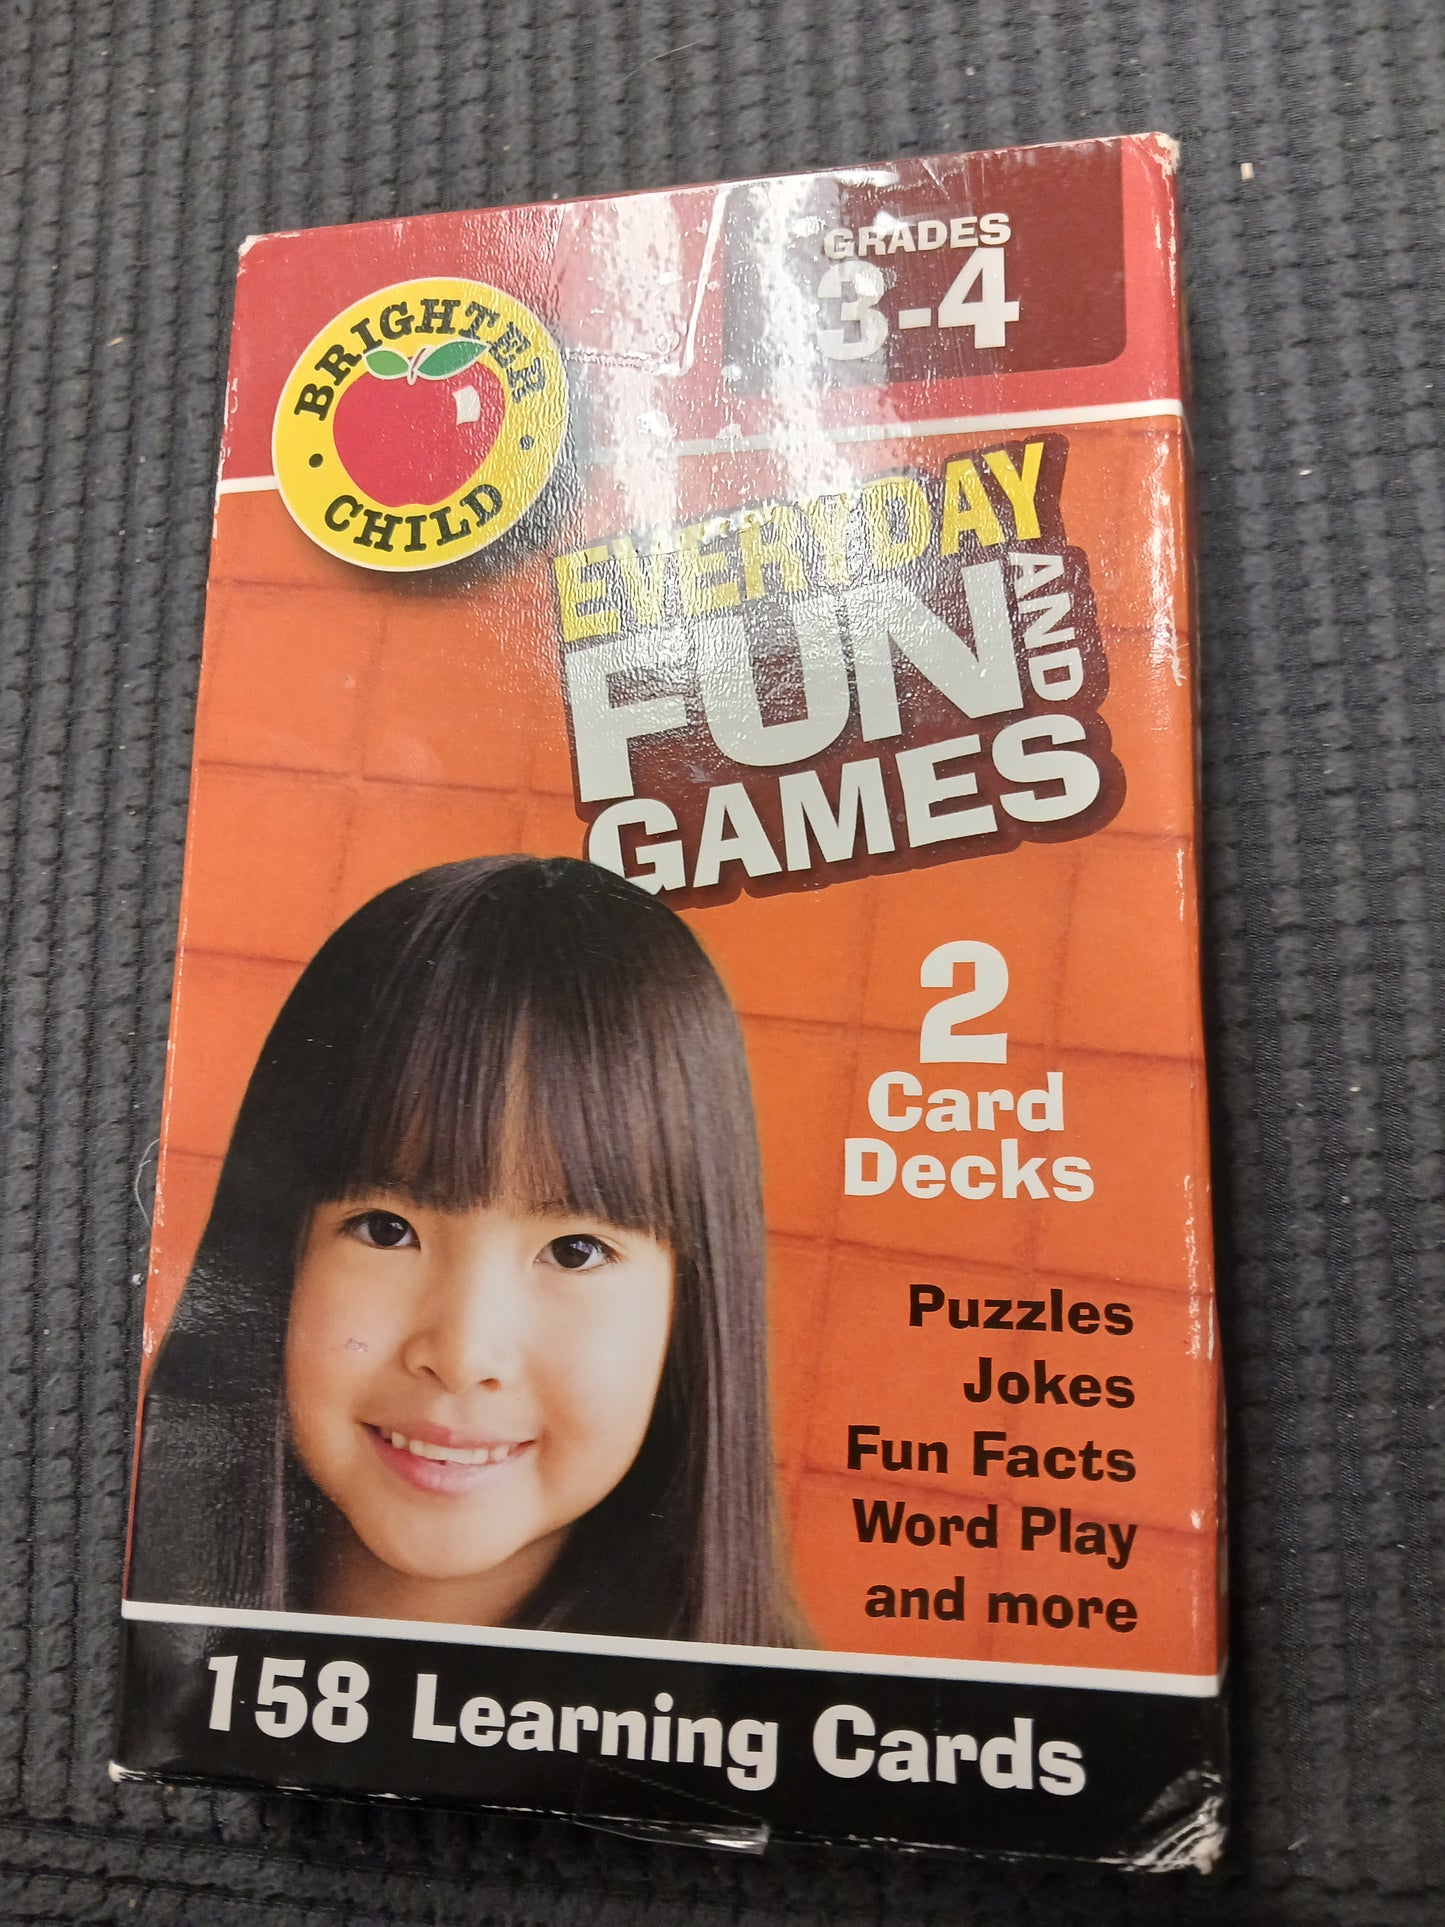 BRIGHTER
CHILD
GRADES
3-4
EVERYDAY
FUN AND
GAMES
2
Card
Decks
Puzzles
Jokes
Fun Facts
Word Play
and more
158 Learning Cards